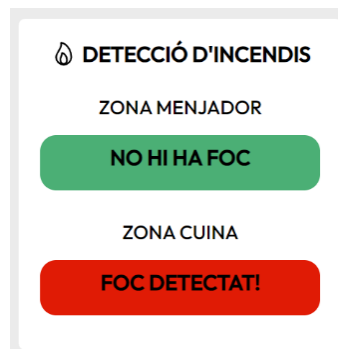 DETECCIÓ D'INCENDIS
ZONA MENJADOR
NO HI HA FOC
ZONA CUINA
FOC DETECTAT!